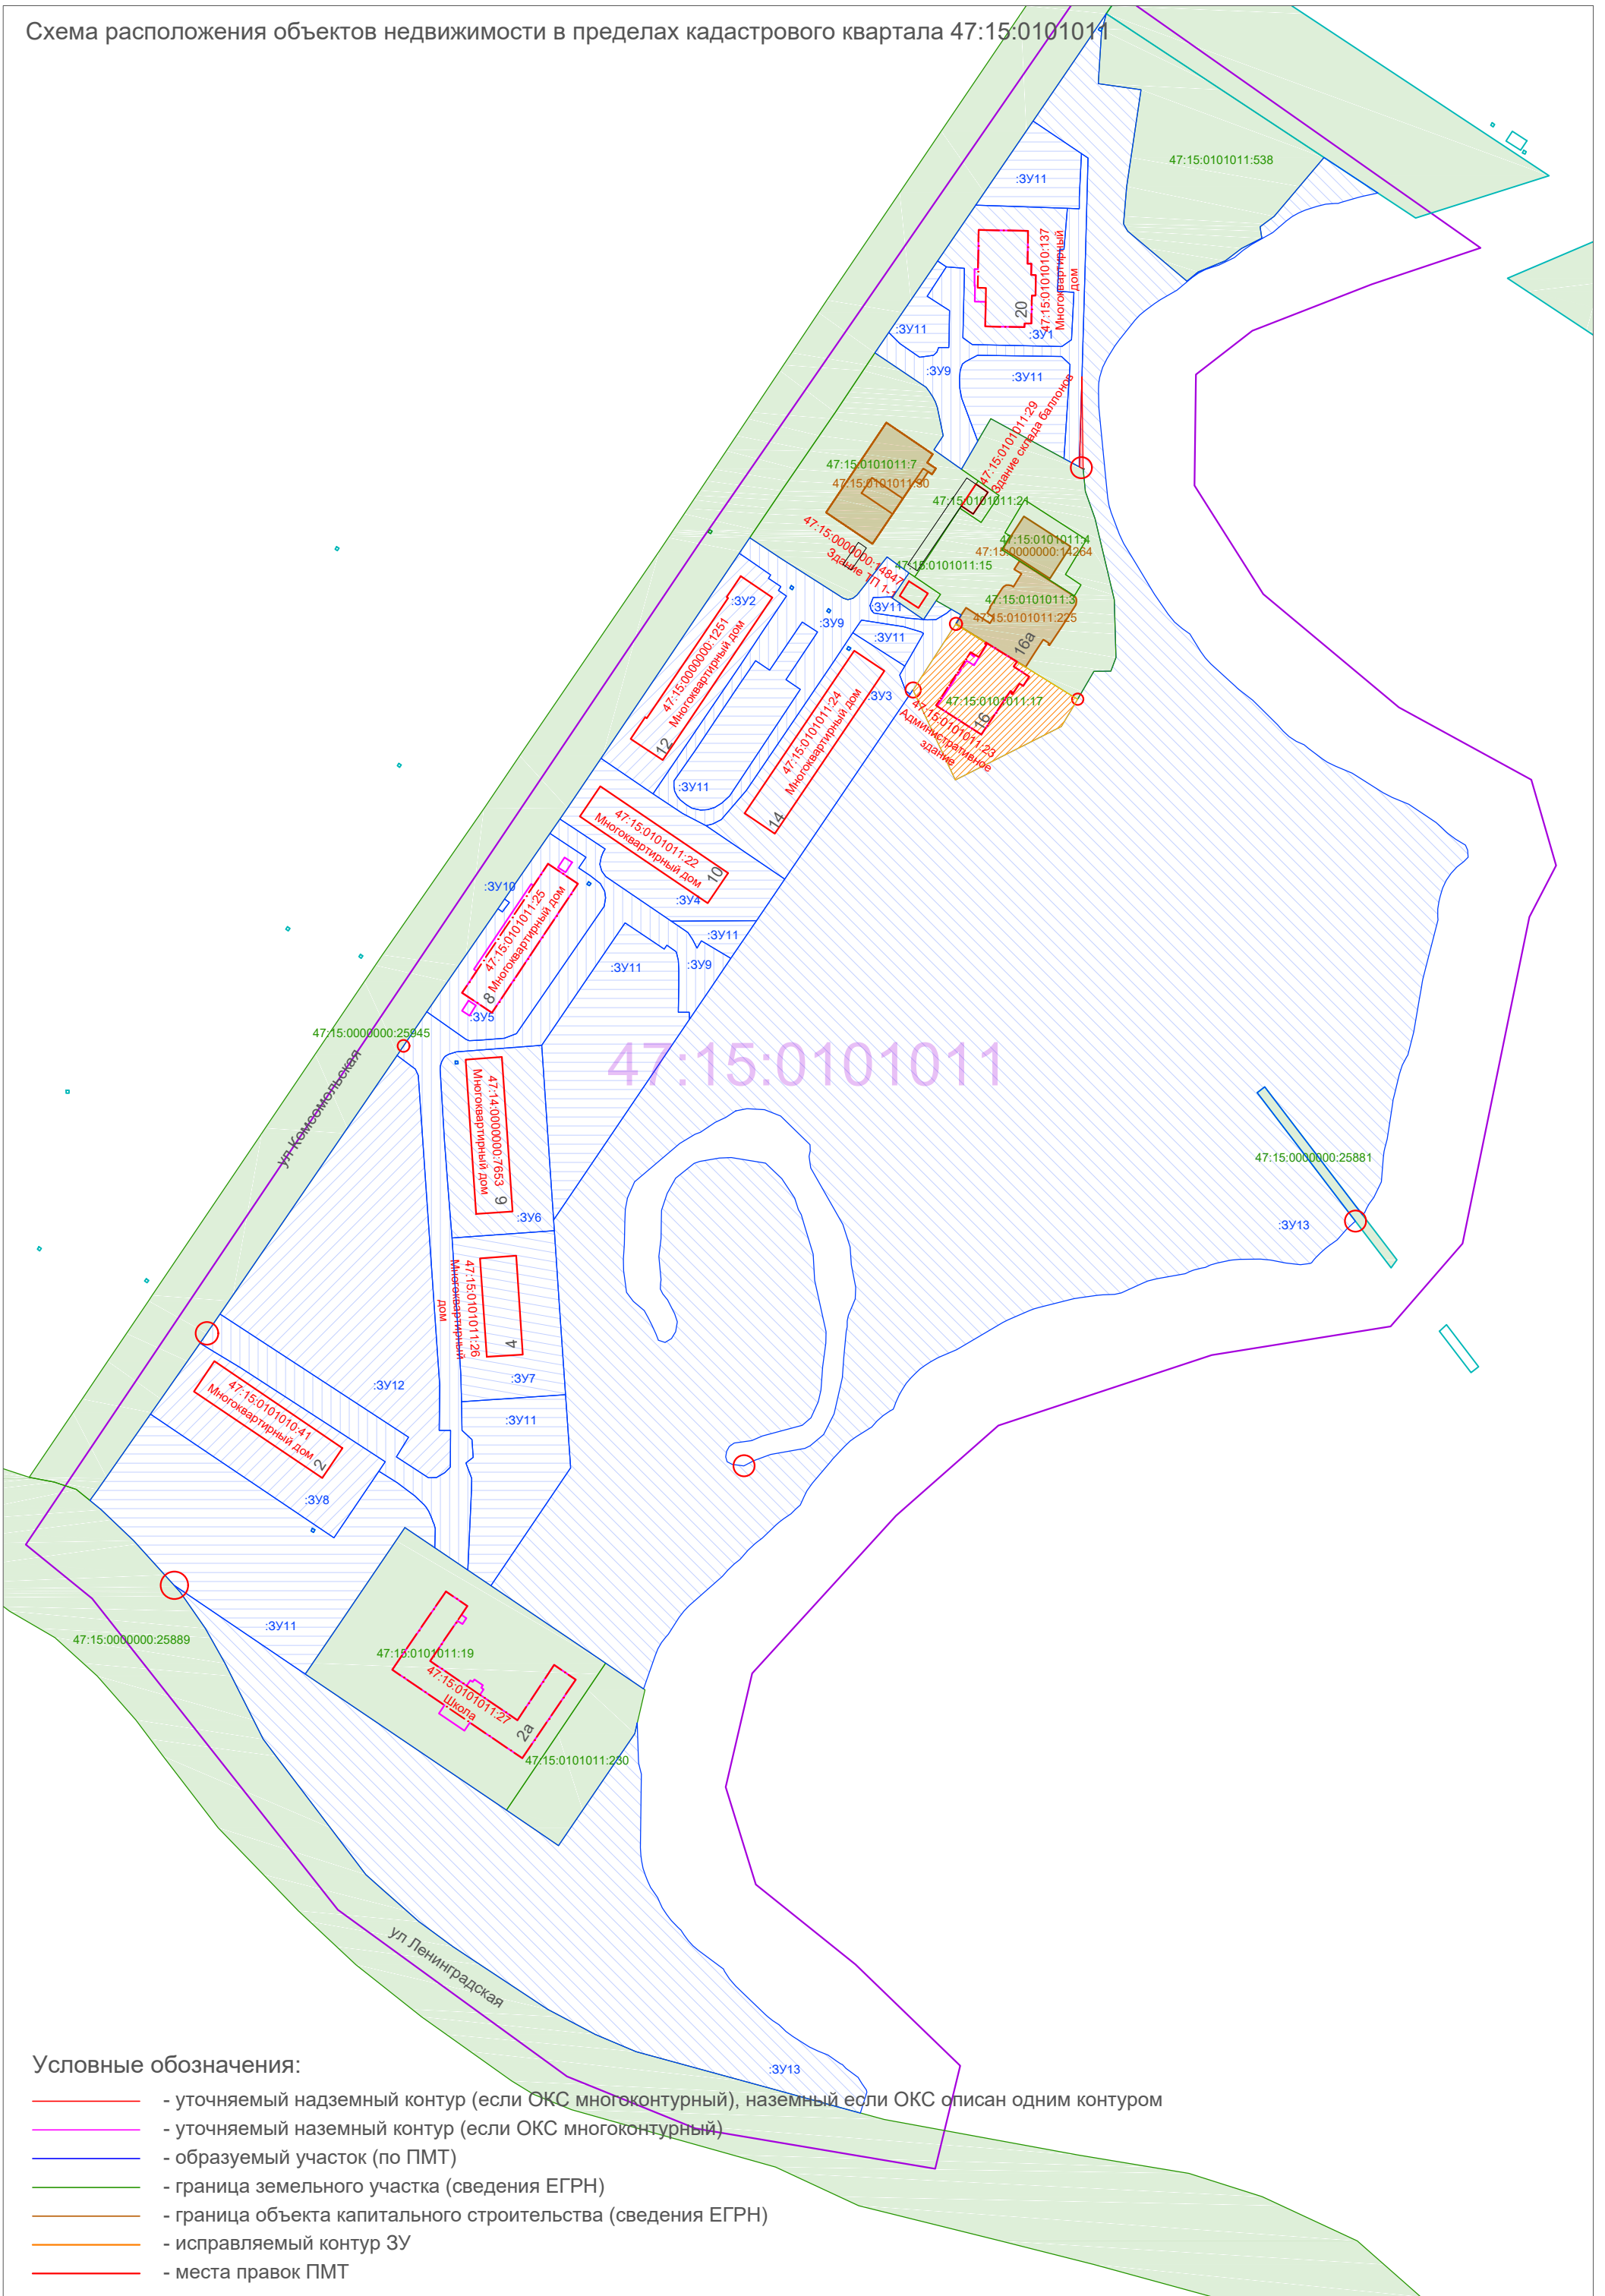 Схема расположения объектов недвижимости в пределах кадастрового квартала 47:15:0101011
47:15:0101011:538
:ЗУ11
47:15:0101010:137
Многоквартирный
дом
20
:ЗУ1
:ЗУ11
:ЗУ9
:ЗУ11
47:15:0101011:29
Здание склада баллонов
47:15:0101011:7
47:15:0101011:30
47:15:0101011:21
47:15:0000000:14847
Здание ТП 1-1
47:15:0101011:4
47:15:0000000:14264
47:15:0101011:15
47:15:0101011:3
47:15:0101011:225
16а
:ЗУ11
:ЗУ2
:ЗУ9
:ЗУ11
47:15:0000000:1251
Многоквартирный дом
12
:ЗУ3
47:15:0101011:24
Многоквартирный дом
14
47:15:0101011:17
16
47:15:0101011:23
Административное
здание
:ЗУ11
47:15:0101011:22
Многоквартирный дом
10
:ЗУ4
:ЗУ10
47:15:0101011:25
Многоквартирный дом
8
:ЗУ11
:ЗУ9
:ЗУ11
:ЗУ5
47:15:0000000:25945
47:15:0101011
ул Комсомольская
47:14:0000000:7653
Многоквартирный дом
6
:ЗУ6
47:15:0000000:25881
:ЗУ13
47:15:0101011:26
Многоквартирный
дом
4
:ЗУ7
:ЗУ12
:ЗУ11
47:15:0101010:41
Многоквартирный дом
2
:ЗУ8
:ЗУ11
47:15:0000000:25889
47:15:0101011:19
47:15:0101011:27
Школа
2а
47:15:0101011:230
ул Ленинградская
:ЗУ13
Условные обозначения:
- уточняемый надземный контур (если ОКС многоконтурный), наземный если ОКС описан одним контуром
- уточняемый наземный контур (если ОКС многоконтурный)
- образуемый участок (по ПМТ)
- граница земельного участка (сведения ЕГРН)
- граница объекта капитального строительства (сведения ЕГРН)
- исправляемый контур ЗУ
- места правок ПМТ